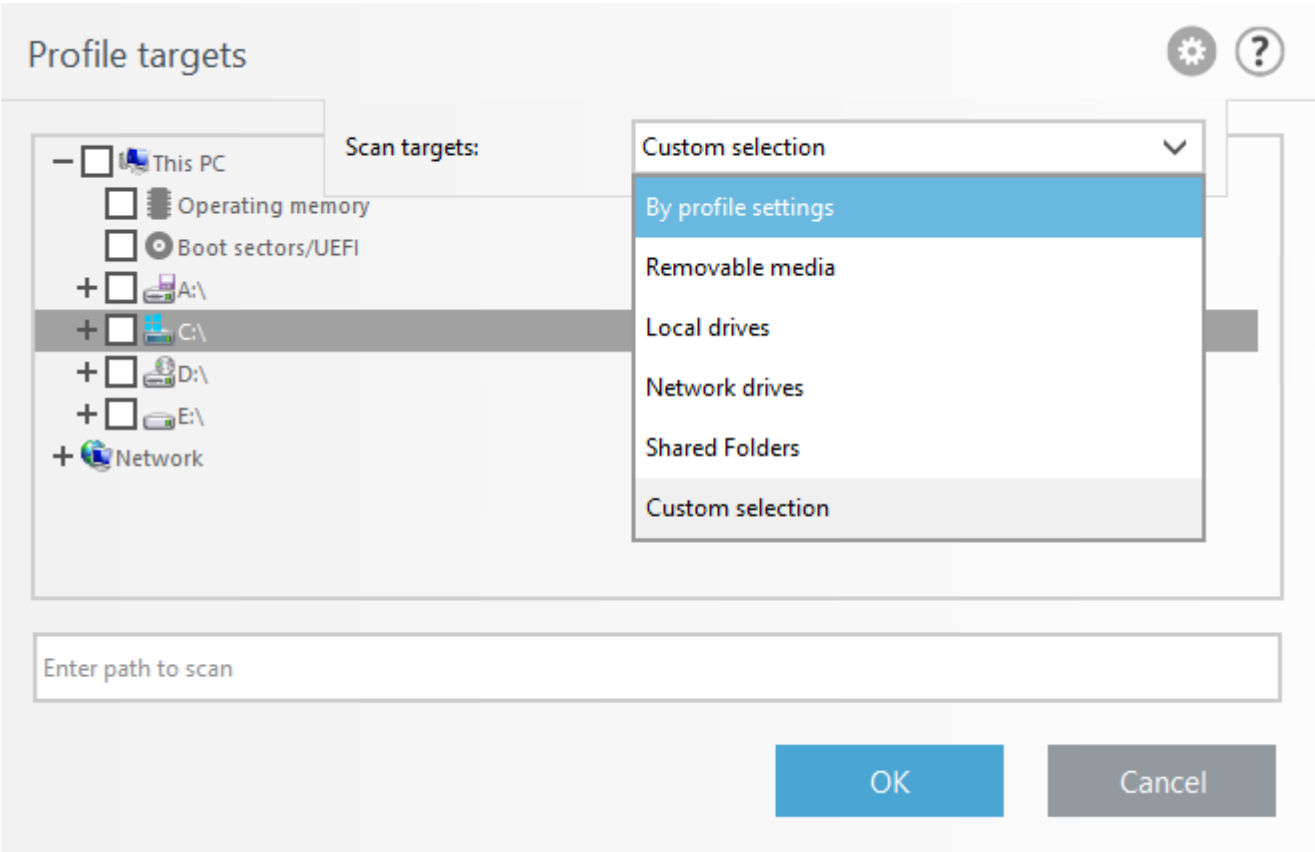 Profile targets
?
Scan targets:
Custom selection
This PC
Operating memory
Boot sectors/UEFI
A:\
C:\
D:\
E:\
Network
By profile settings
Removable media
Local drives
Network drives
Shared Folders
Custom selection
Enter path to scan
OK
Cancel